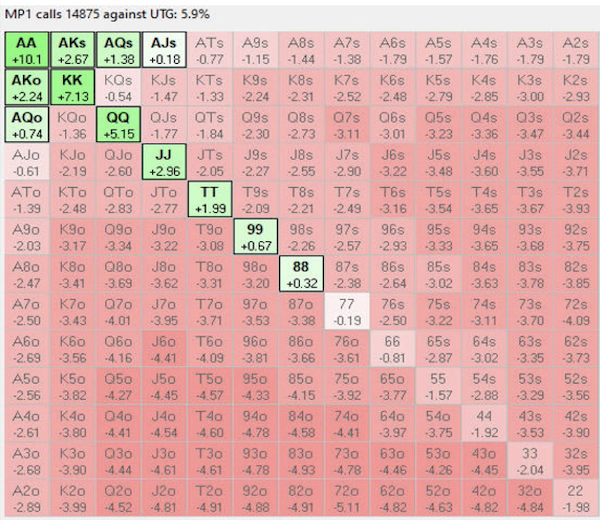 MP1 calls 14875 against UTG: 5.9%
AA AKs AQs AJs ATs A9s A8s A7s A6s A5s A4s A3s A2s
+10.1 +2.67 +1.38 +0.18 -0.77 -1.15 -1.44 -1.38 -1.79 -1.57 -1.76 -1.79 -1.79
AKo KK KQs KJs KTs K9s K8s K7s K6s K5s K4s K3s K2s
+2.24 +7.13 -0.54 -1.47 -1.33 -2.24 -2.31 -2.52 -2.48 -2.79 -2.85 -3.00 -2.93
AQo KQo QQ QJs QTs Q9s Q8s Q7s Q6s Q5s Q4s Q3s Q2s
+0.74 -1.36 +5.15 -1.77 -1.84 -2.30 -2.73 -3.11 -3.01 -3.23 -3.36 -3.47 -3.44
AJo KJo QJo JJ JTs J9s J8s J7s J6s J5s J4s J3s J2s
-0.61 -2.19 -2.60 +2.96 -2.05 -2.27 -2.55 -2.90 -3.22 -3.48 -3.60 -3.55 -3.71
ATo KTo QTo JTo TT T9s T8s T7s T6s T5s T4s T3s T2s
-1.39 -2.48 -2.83 -2.77 +1.99 -2.09 -2.21 -2.49 -3.16 -3.54 -3.65 -3.67 -3.93
A9o K9o Q9o J9o T9o 99 98s 97s 96s 95s 94s 93s 92s
-2.03 -3.17 -3.34 -3.22 -3.08 +0.67 -2.26 -2.57 -2.93 -3.33 -3.65 -3.68 -3.75
A8o K8o Q8o J8o T8o 98o 88 87s 86s 85s 84s 83s 82s
-2.47 -3.41 -3.69 -3.62 -3.31 -3.20 +0.32 -2.38 -2.64 -3.02 -3.63 -3.78 -3.85
A7o K7o Q7o J7o T7o 97o 87o 77 76s 75s 74s 73s 72s
-2.50 -3.43 -4.01 -3.95 -3.71 -3.53 -3.38 -0.19 -2.50 -3.22 -3.11 -3.70 -4.09
A6o K6o Q6o J6o T6o 96o 86o 76o 66 65s 64s 63s 62s
-2.69 -3.56 -4.16 -4.41 -4.09 -3.81 -3.66 -3.61 -0.81 -2.87 -3.02 -3.35 -3.73
A5o K5o Q5o J5o T5o 95o 85o 75o 65o 55 54s 53s 52s
-2.56 -3.82 -4.27 -4.45 -4.57 -4.33 -4.15 -3.92 -3.77 -1.57 -2.88 -3.29 -3.56
A4o K4o Q4o J4o T4o 94o 84o 74o 64o 54o 44 43s 42s
-2.61 -3.80 -4.41 -4.54 -4.60 -4.78 -4.58 -4.41 -3.97 -3.75 -1.92 -3.53 -3.90
A3o K3o Q3o J3o T3o 93o 83o 73o 63o 53o 43o 33 32s
-2.68 -3.90 -4.44 -4.61 -4.61 -4.78 -4.93 -4.78 -4.46 -4.26 -4.45 -2.04 -3.95
A2o K2o Q2o J2o T2o 92o 82o 72o 62o 52o 42o 32o 22
-2.89 -3.99 -4.52 -4.81 -4.91 -4.88 -4.91 -5.11 -4.82 -4.63 -4.82 -4.84 -1.98